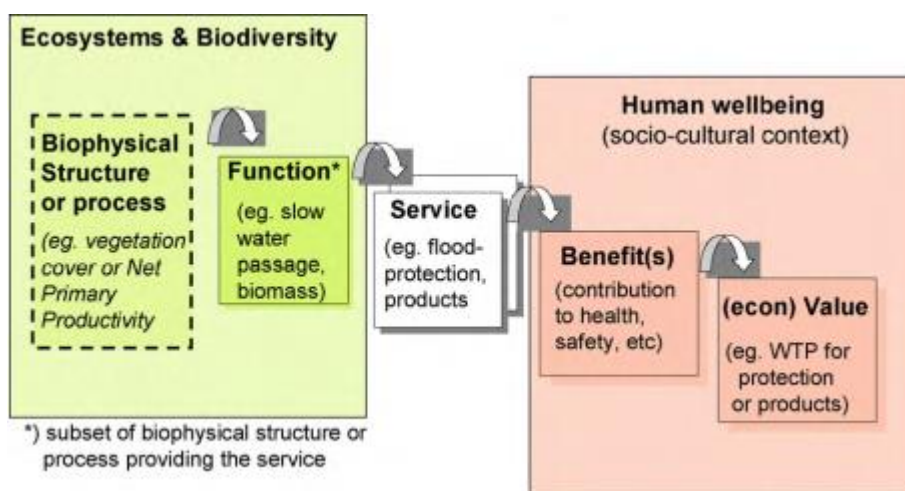 Ecosystems & Biodiversity
Biophysical
Structure
or process
(eg. vegetation
cover or Net
Primary
Productivity
Function*
(eg. slow
water
passage,
biomass)
Service
(eg. flood-
protection,
products
Human wellbeing
(socio-cultural context)
Benefit(s)
(contribution
to health,
safety, etc)
(econ) Value
(eg. WTP for
protection
or products)
*) subset of biophysical structure or
process providing the service